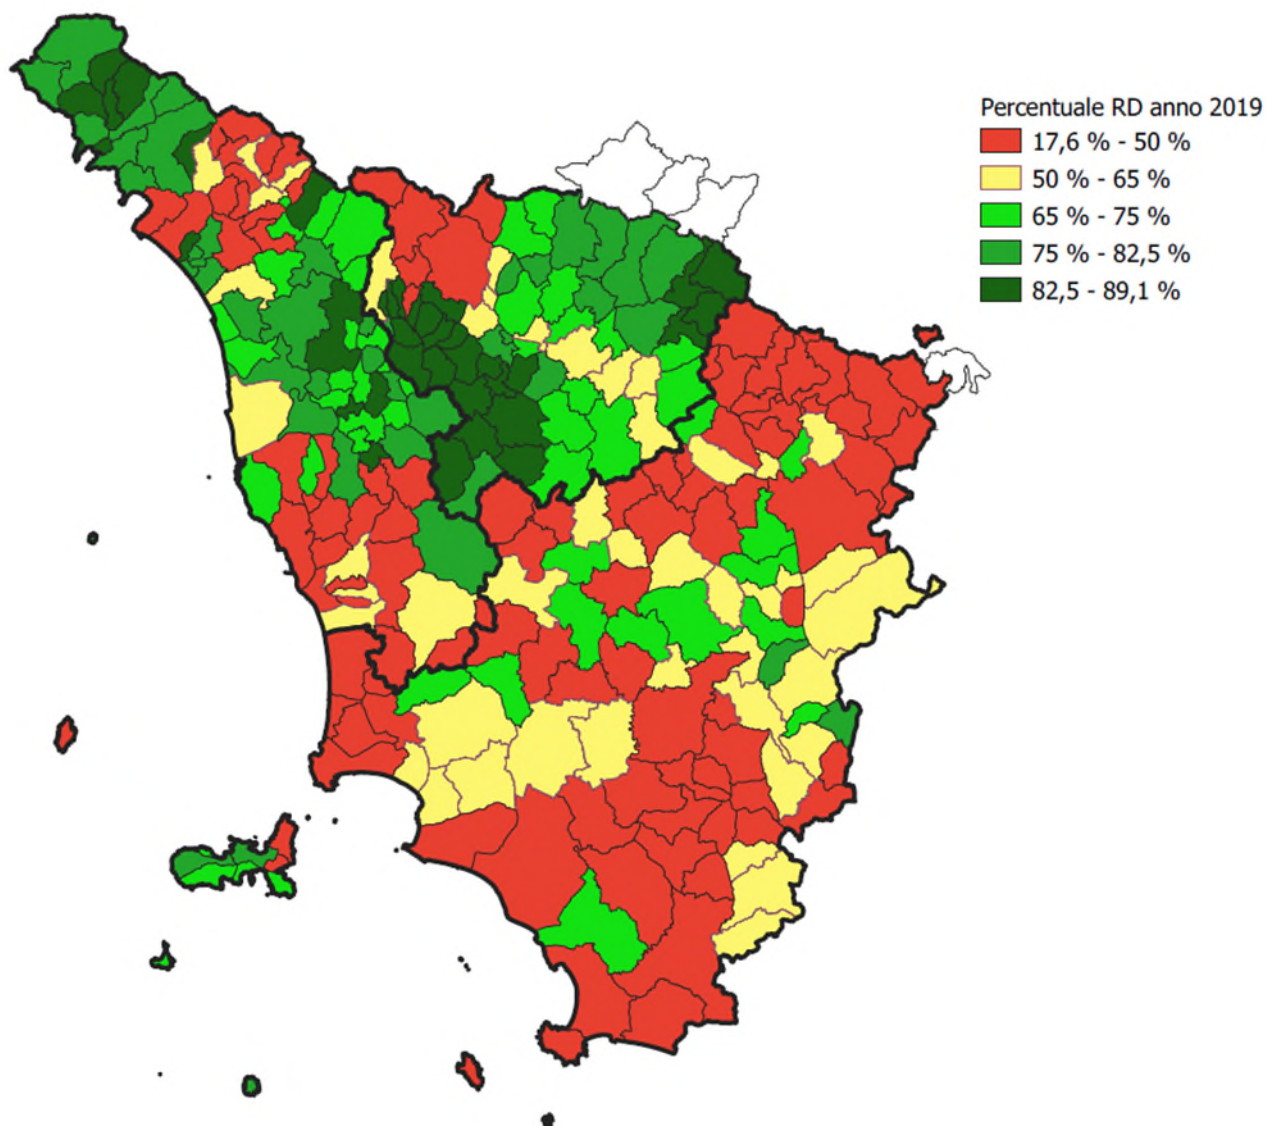 Percentuale RD anno 2019
17,6 % - 50 %
50 % - 65 %
65 % - 75 %
75 % - 82,5 %
82,5 - 89,1 %